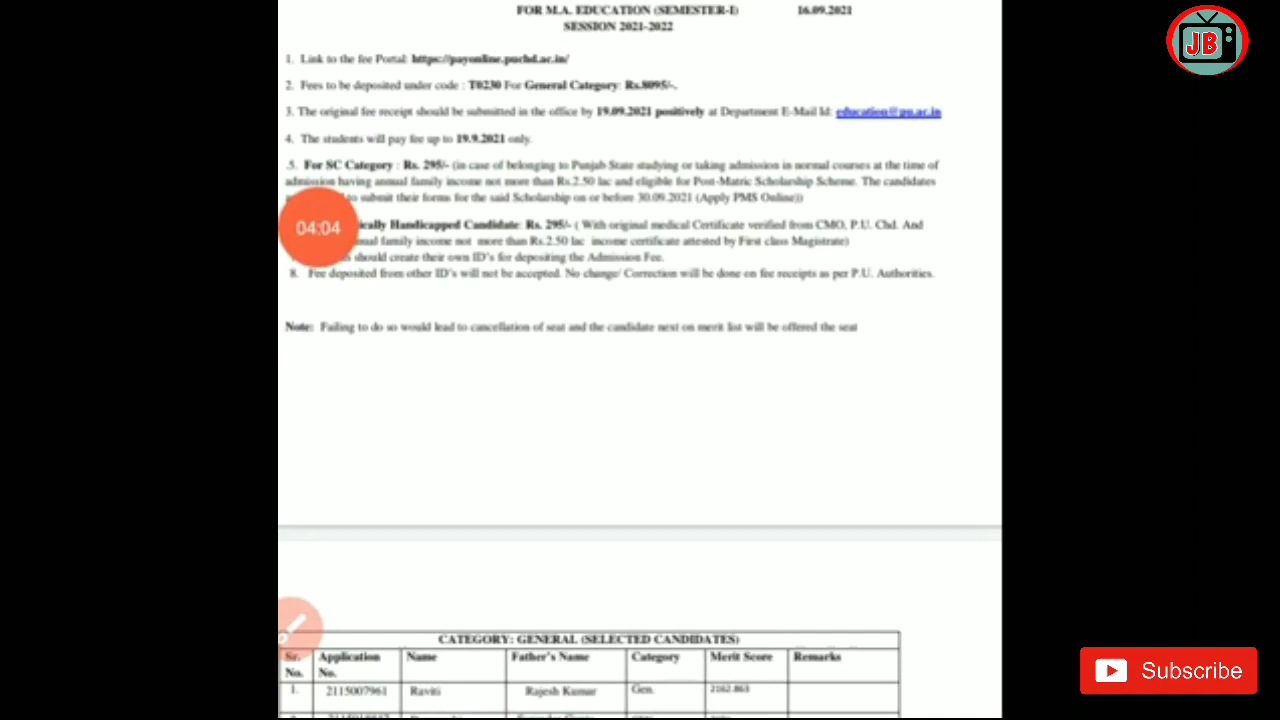 FOR M.A. EDUCATION (SEMESTER-I) 16.09.2021
SESSION 2021-2022
JB
1. Link to the fee Portal: https://payonline.puchd.ac.in/
2. Fees to be deposited under code : T0230 For General Category: Rs.8095/-.
3. The original fee receipt should be submitted in the office by 19.09.2021 positively at Department E-Mail Id: education@pu.ac.in
4. The students will pay fee up to 19.9.2021 only.
.5. For SC Category : Rs. 295/- (in case of belonging to Punjab State studying or taking admission in normal courses at the time of
admission having annual family income not more than Rs.2.50 lac and eligible for Post-Matric Scholarship Scheme. The candidates
to submit their forms for the said Scholarship on or before 30.09.2021 (Apply PMS Online))
ically Handicapped Candidate: Rs. 295/- ( With original medical Certificate verified from CMO, P.U. Chd. And
04:04
nual family income not more than Rs.2.50 lac income certificate attested by First class Magistrate)
should create their own ID's for depositing the Admission Fee.
8. Fee deposited from other ID's will not be accepted. No change/ Correction will be done on fee receipts as per P.U. Authorities.
Note: Failing to do so would lead to cancellation of seat and the candidate next on merit list will be offered the seat
CATEGORY: GENERAL (SELECTED CANDIDATES)
Sr. No. Application No. Name Father's Name Category Merit Score Remarks
1. 2115007961 Raviti Rajesh Kumar Gen. 2162.863
Subscribe